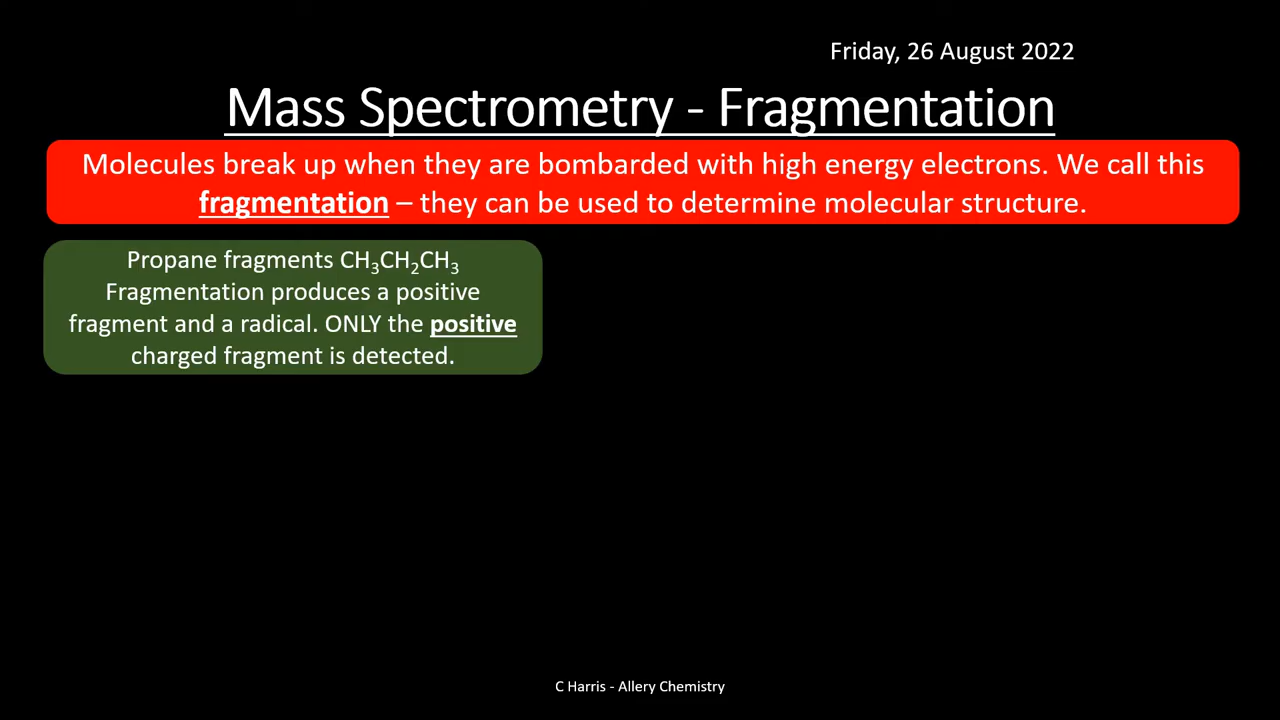 Friday, 26 August 2022
Mass Spectrometry - Fragmentation
Molecules break up when they are bombarded with high energy electrons. We call this
fragmentation – they can be used to determine molecular structure.
Propane fragments CH₃CH₂CH₃
Fragmentation produces a positive
fragment and a radical. ONLY the positive
charged fragment is detected.
C Harris - Allery Chemistry